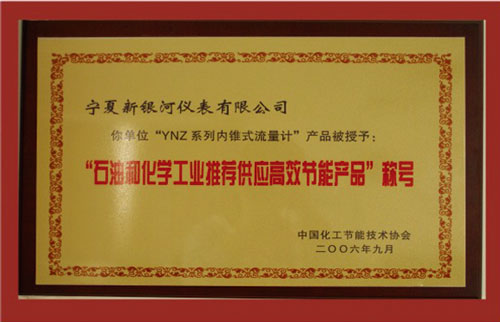 宁夏新银河仪表有限公司
你单位“YNZ系列内锥式流量计”产品被授予：
“石油和化学工业推荐供应高效节能产品”称号
中国化工节能技术协会
二〇〇六年九月